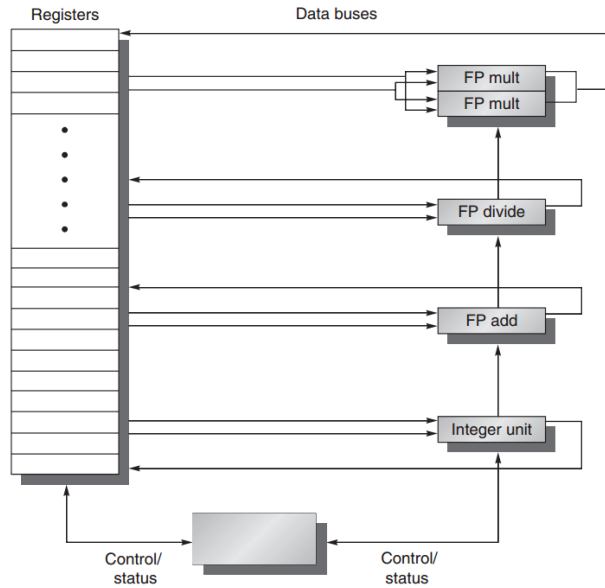 Registers
Data buses
FP mult
FP mult
FP divide
FP add
Integer unit
Control/
status
Control/
status